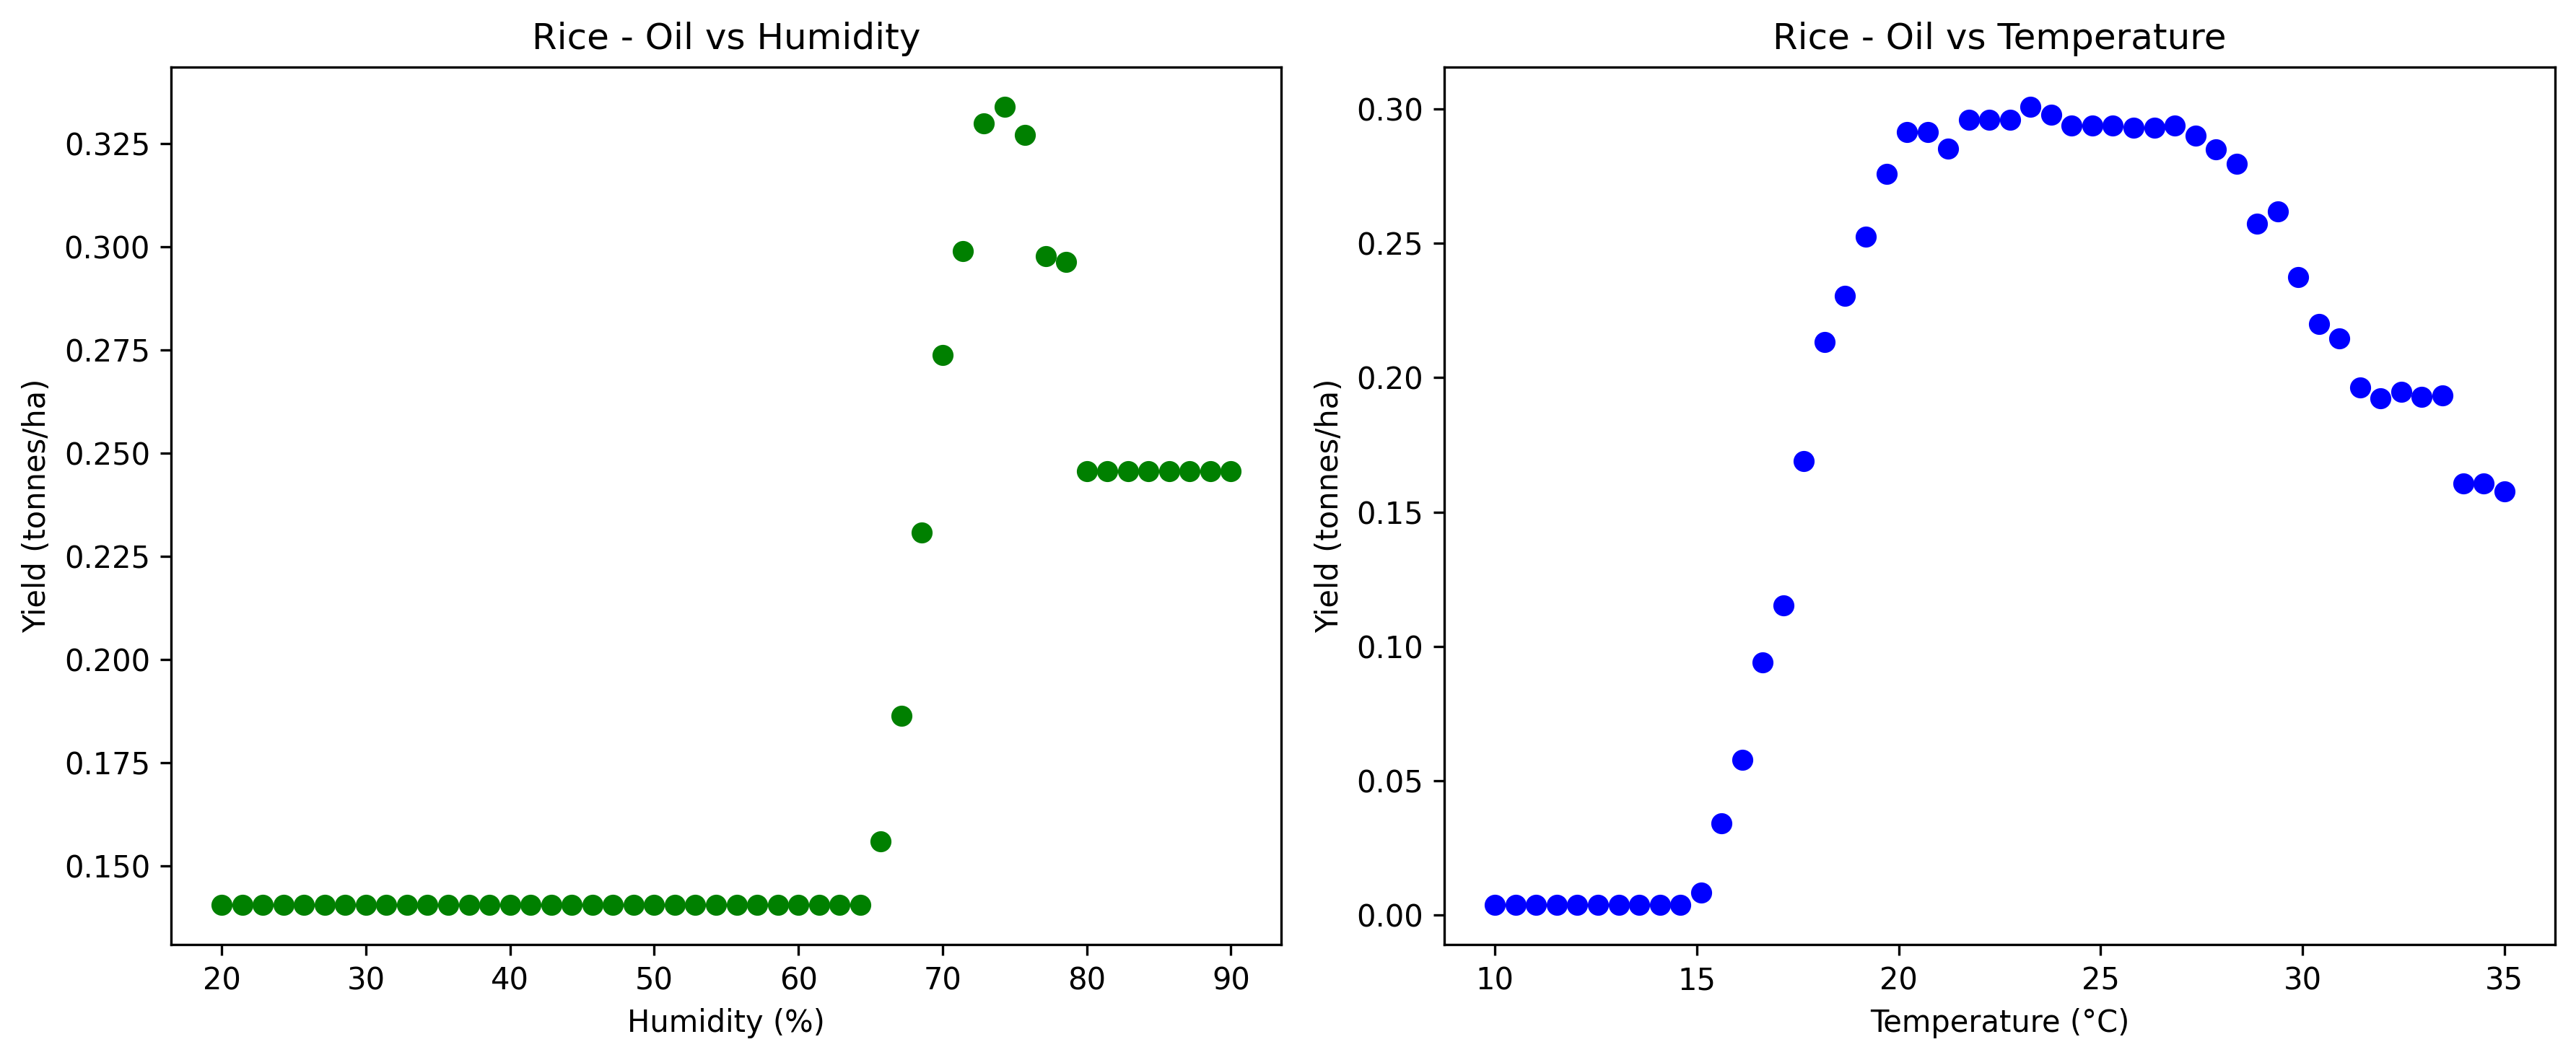 Rice - Oil vs Humidity
Yield (tonnes/ha)
0.325
0.300
0.275
0.250
0.225
0.200
0.175
0.150
20 30 40 50 60 70 80 90
Humidity (%)
Rice - Oil vs Temperature
Yield (tonnes/ha)
0.30
0.25
0.20
0.15
0.10
0.05
0.00
10 15 20 25 30 35
Temperature (°C)